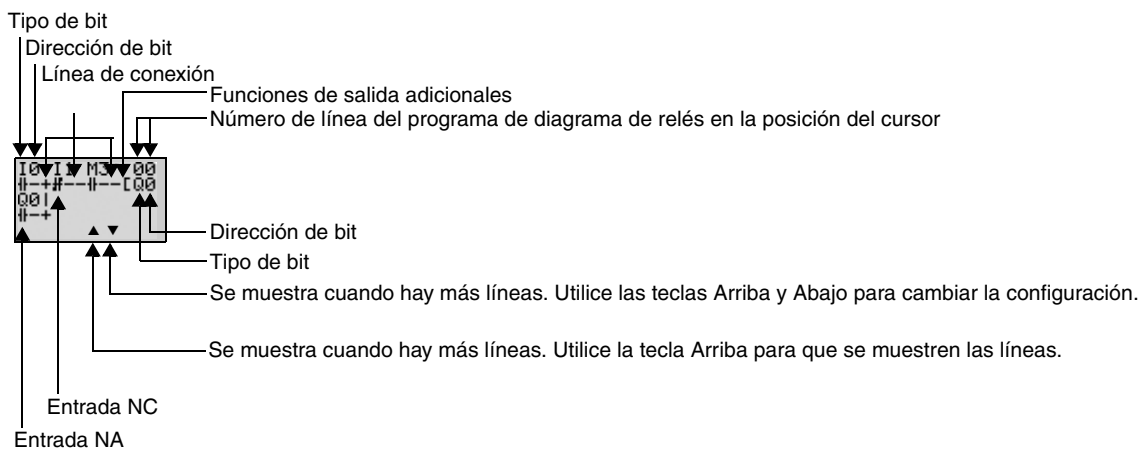 Tipo de bit
Dirección de bit
Línea de conexión
Funciones de salida adicionales
Número de línea del programa de diagrama de relés en la posición del cursor
I0 I1 M3 00
[Q0
Q0
Dirección de bit
Tipo de bit
Se muestra cuando hay más líneas. Utilice las teclas Arriba y Abajo para cambiar la configuración.
Se muestra cuando hay más líneas. Utilice la tecla Arriba para que se muestren las líneas.
Entrada NC
Entrada NA